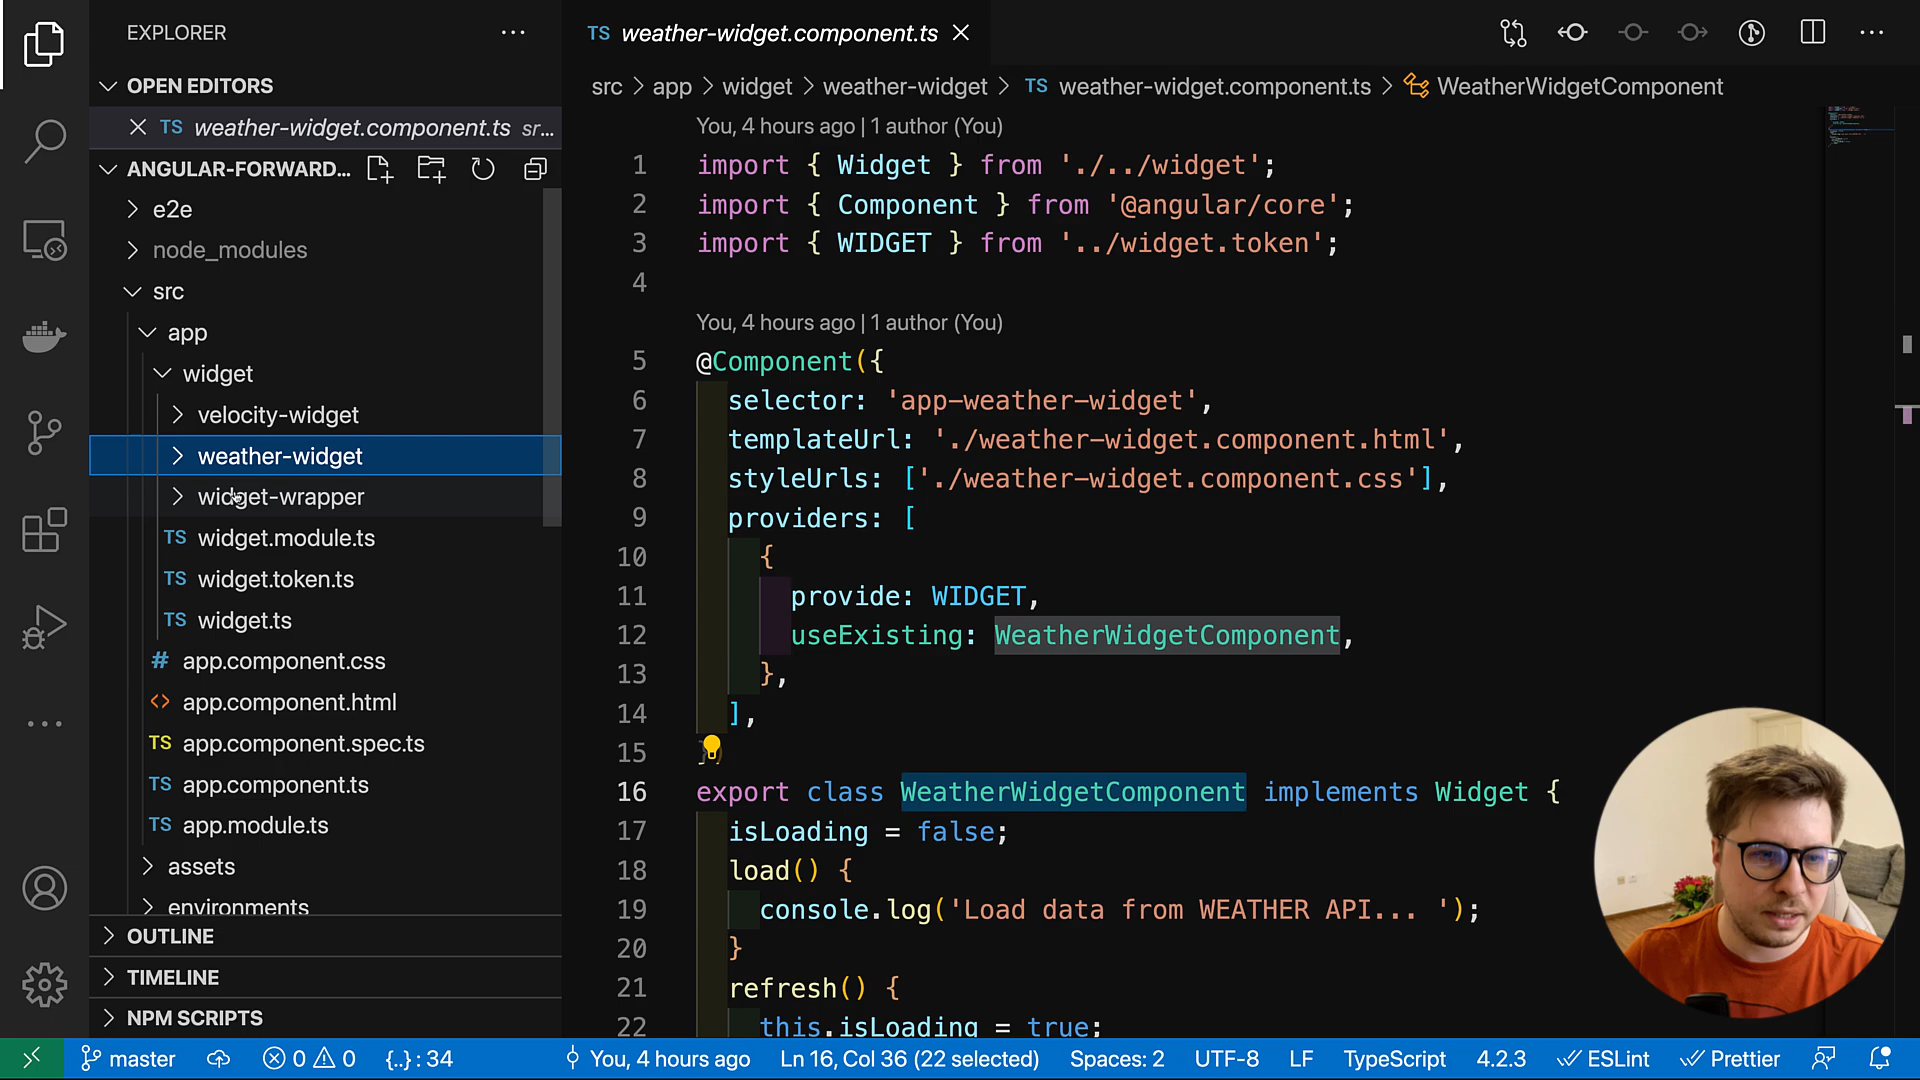 EXPLORER
OPEN EDITORS
TS weather-widget.component.ts sr...
ANGULAR-FORWARD...
e2e
node_modules
src
app
widget
velocity-widget
weather-widget
widget-wrapper
TS widget.module.ts
TS widget.token.ts
TS widget.ts
# app.component.css
<> app.component.html
TS app.component.spec.ts
TS app.component.ts
TS app.module.ts
assets
environments
OUTLINE
TIMELINE
NPM SCRIPTS
TS weather-widget.component.ts
src > app > widget > weather-widget > TS weather-widget.component.ts > WeatherWidgetComponent
You, 4 hours ago | 1 author (You)
1 import { Widget } from './../widget';
2 import { Component } from '@angular/core';
3 import { WIDGET } from '../widget.token';
4
You, 4 hours ago | 1 author (You)
5 @Component({
6 selector: 'app-weather-widget',
7 templateUrl: './weather-widget.component.html',
8 styleUrls: ['./weather-widget.component.css'],
9 providers: [
10 {
11 provide: WIDGET,
12 useExisting: WeatherWidgetComponent,
13 },
14 ],
15
16 export class WeatherWidgetComponent implements Widget {
17 isLoading = false;
18 load() {
19 console.log('Load data from WEATHER API... ');
20 }
21 refresh() {
22 this.isLoading = true;
master 0 0 {..} : 34 You, 4 hours ago Ln 16, Col 36 (22 selected) Spaces: 2 UTF-8 LF TypeScript 4.2.3 ESLint Prettier